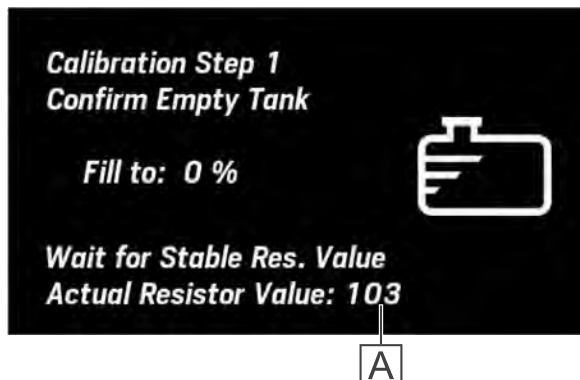 Calibration Step 1
Confirm Empty Tank
Fill to: 0 %
Wait for Stable Res. Value
Actual Resistor Value: 103
A